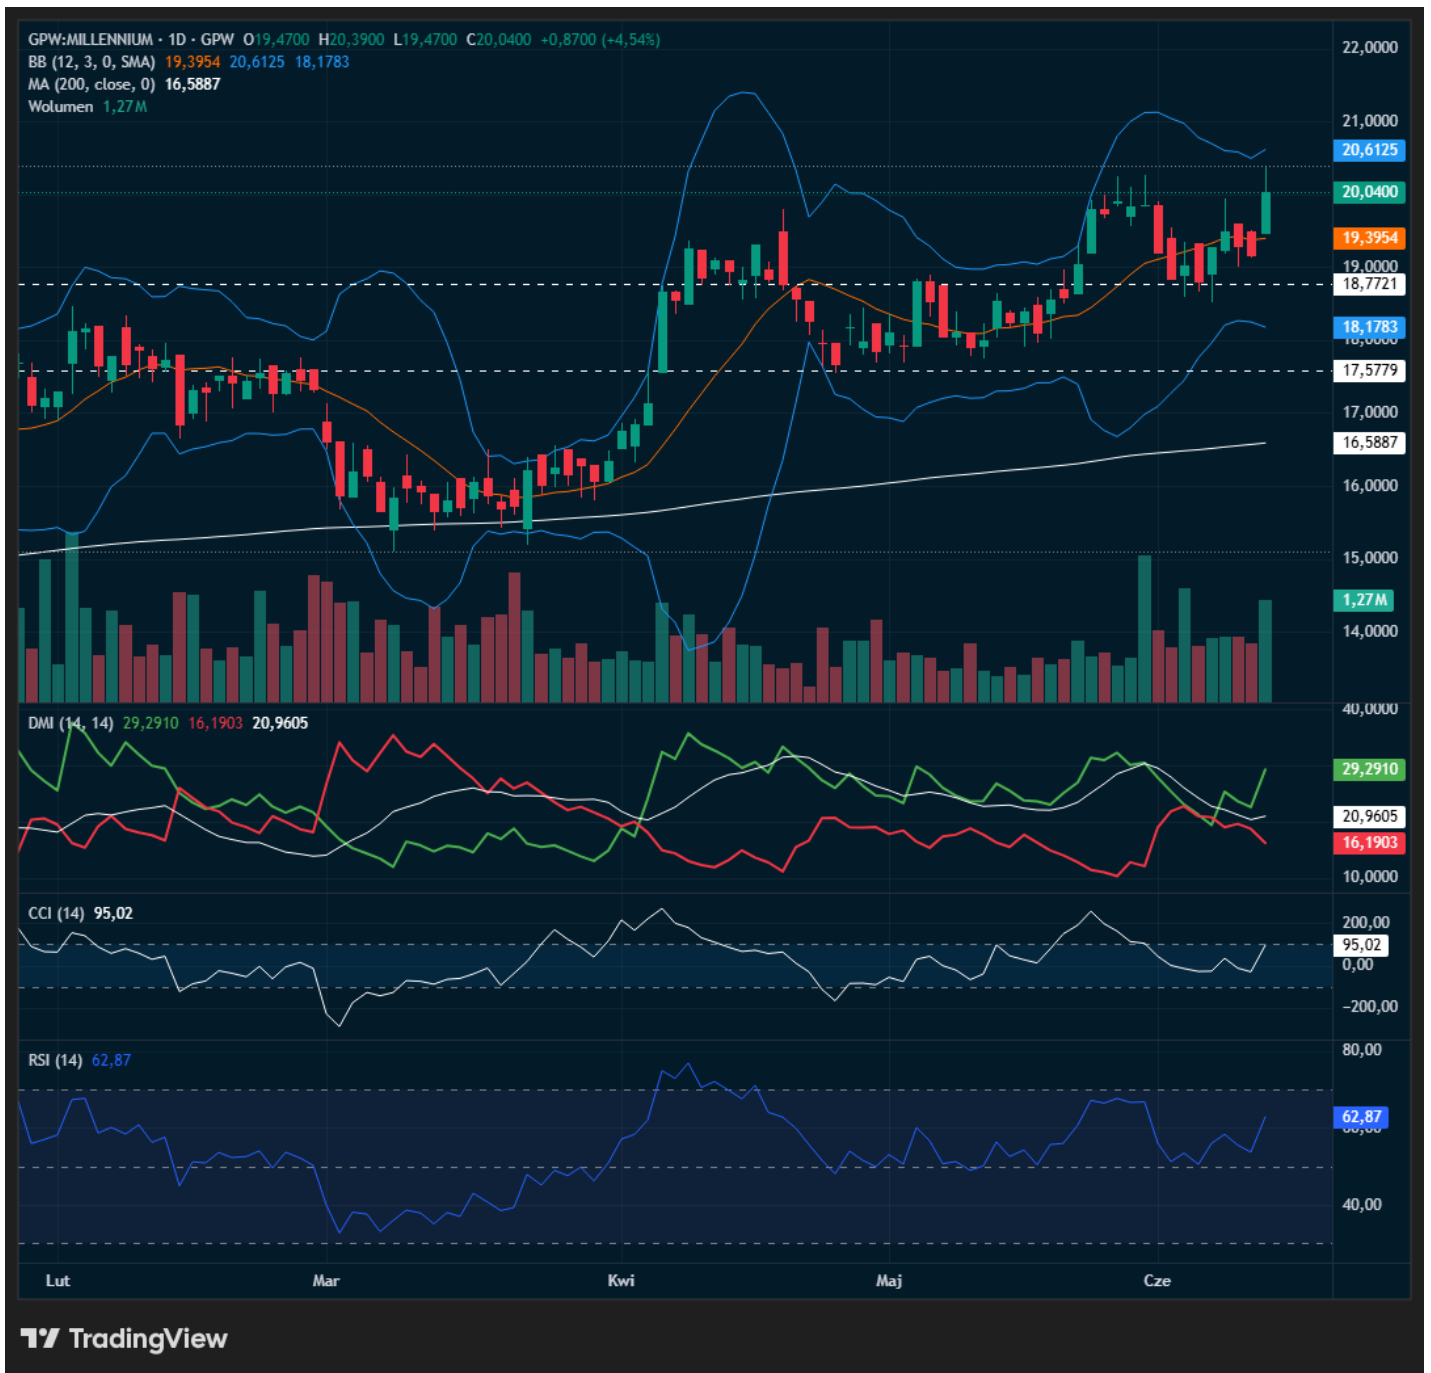 GPW:MILLENNIUM · 1D · GPW O19,4700 H20,3900 L19,4700 C20,0400 +0,8700 (+4,54%)
BB (12, 3, 0, SMA) 19,3954 20,6125 18,1783
MA (200, close, 0) 16,5887
Wolumen 1,27 M
22,0000
21,0000
20,6125
20,0400
19,3954
19,0000
18,7721
18,1783
18,0000
17,5779
17,0000
16,5887
16,0000
15,0000
1,27 M
14,0000
DMI (14, 14) 29,2910 16,1903 20,9605
40,0000
29,2910
20,9605
16,1903
10,0000
CCI (14) 95,02
200,00
95,02
0,00
−200,00
RSI (14) 62,87
80,00
62,87
60,00
40,00
Lut Mar Kwi Maj Cze
TradingView